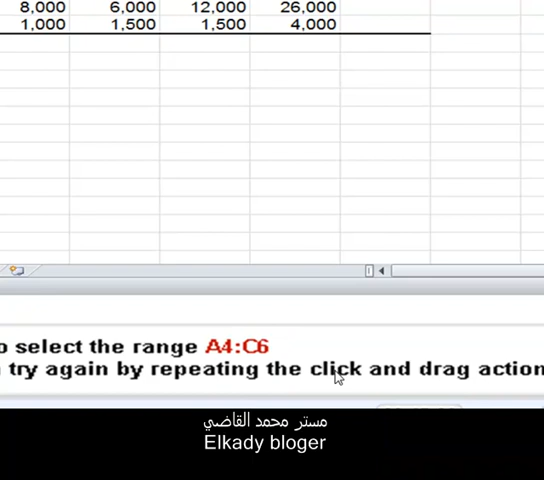 8,000 6,000 12,000 26,000
1,000 1,500 1,500 4,000
to select the range A4:C6
try again by repeating the click and drag action
مستر محمد القاضي
Elkady bloger